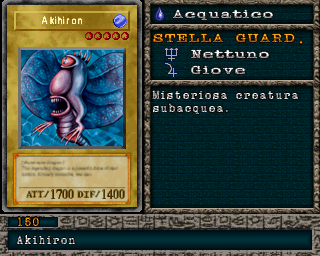 Akihiron
ATT/1700 DIF/1400
Acquatico
STELLA GUARD.
Nettuno
Giove
Misteriosa creatura
subacquea.
150
Akihiron